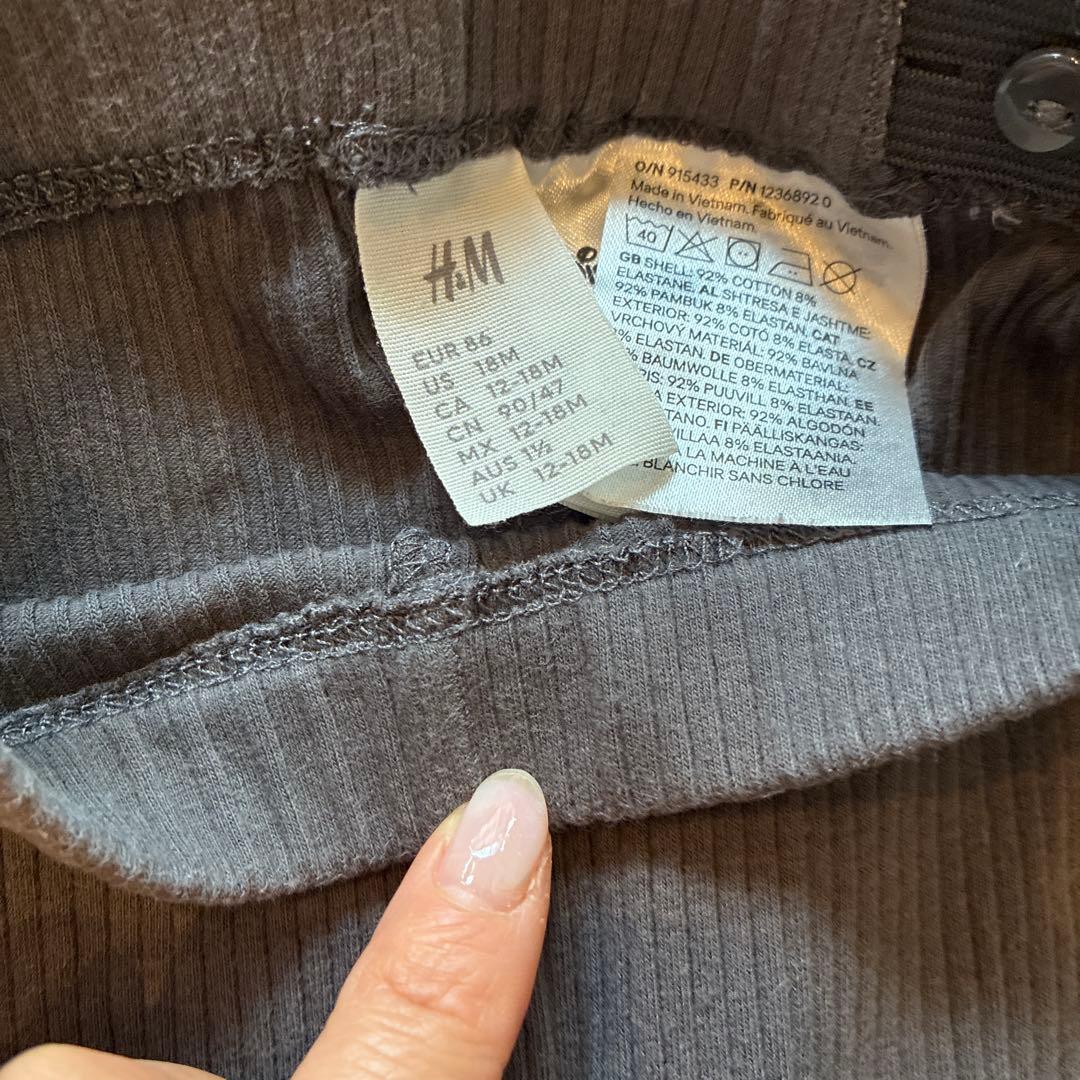 H&M
EUR 86
US 18M
CA 12-18M
CN 90/47
MX 12-18M
AUS 1½
UK 12-18M
O/N 915433 P/N 1236892 0
Made in Vietnam. Fabriqué au Vietnam.
Hecho en Vietnam.
40
GB SHELL: 92% COTTON 8%
ELASTANE. AL SHTRESA E JASHTME:
92% PAMBUK 8% ELASTAN. CAT
EXTERIOR: 92% COTÓ 8% ELASTA. CZ
VRCHOVÝ MATERIÁL: 92% BAVLNA
% ELASTAN. DE OBERMATERIAL:
BAUMWOLLE 8% ELASTHAN. EE
92% PUUVILL 8% ELASTAAN.
EXTERIOR: 92% ALGODÓN
FI PÄÄLLISKANGAS:
8% ELASTAANIA.
LA MACHINE À L'EAU
BLANCHIR SANS CHLORE.